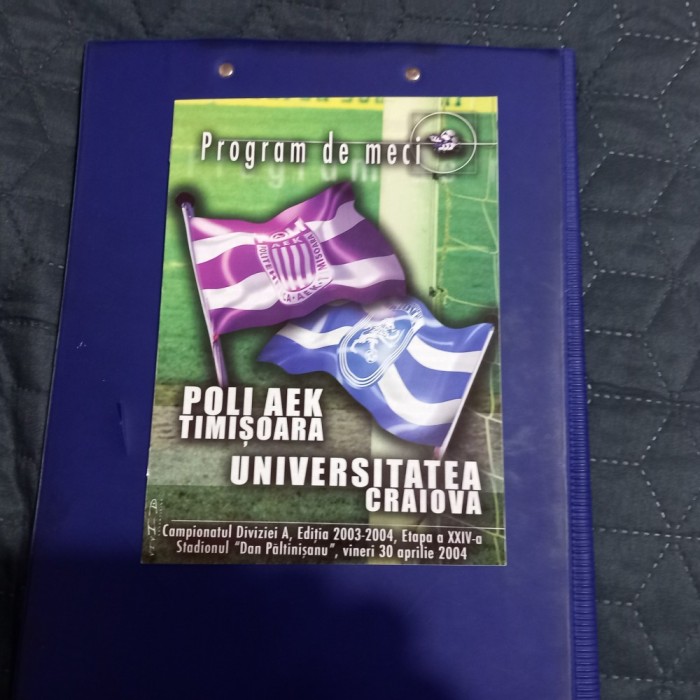 Program de meci
AEK
POLI AEK
TIMIȘOARA
UNIVERSITATEA
CRAIOVA
Campionatul Diviziei A, Ediția 2003-2004, Etapa a XXIV-a
Stadionul "Dan Păltinișanu", vineri 30 aprilie 2004